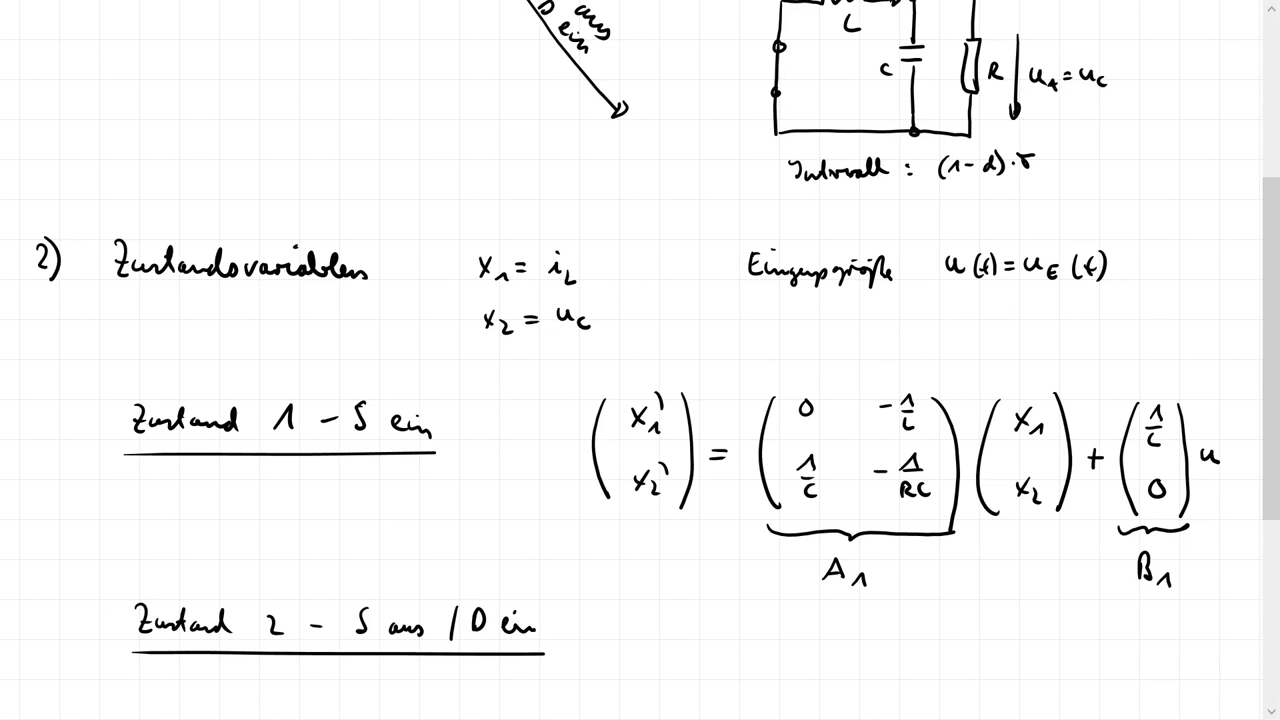 aus
D ein
L
C
R
u_A = u_C
Intervall : (1-d)·T
2) Zustandsvariablen x_1 = i_L Eingangsgröße u(t) = u_E(t)
x_2 = u_C
Zustand 1 - S ein
(x_1' x_2') = (0 -1/L 1/C -1/RC) (x_1 x_2) + (1/L 0) u
A_1 B_1
Zustand 2 - S aus / D ein